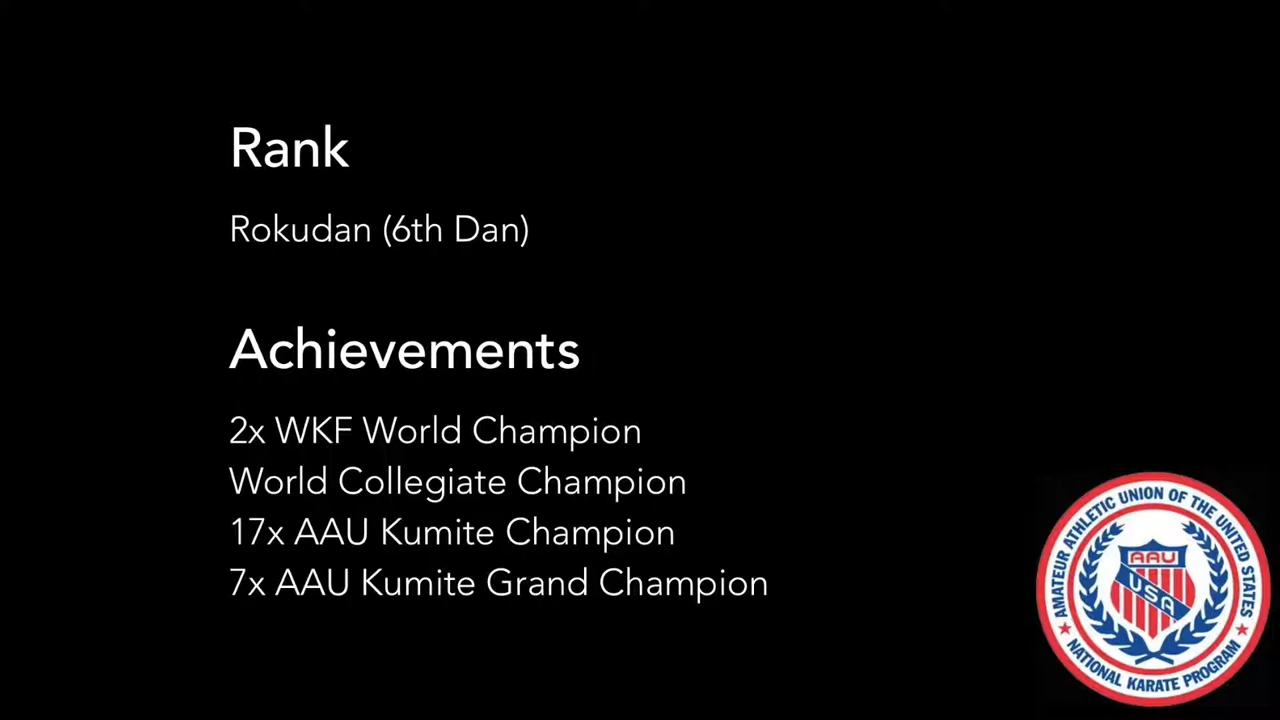 Rank
Rokudan (6th Dan)
Achievements
2x WKF World Champion
World Collegiate Champion
17x AAU Kumite Champion
7x AAU Kumite Grand Champion
AMATEUR ATHLETIC UNION OF THE UNITED STATES
AAU
USA
NATIONAL KARATE PROGRAM